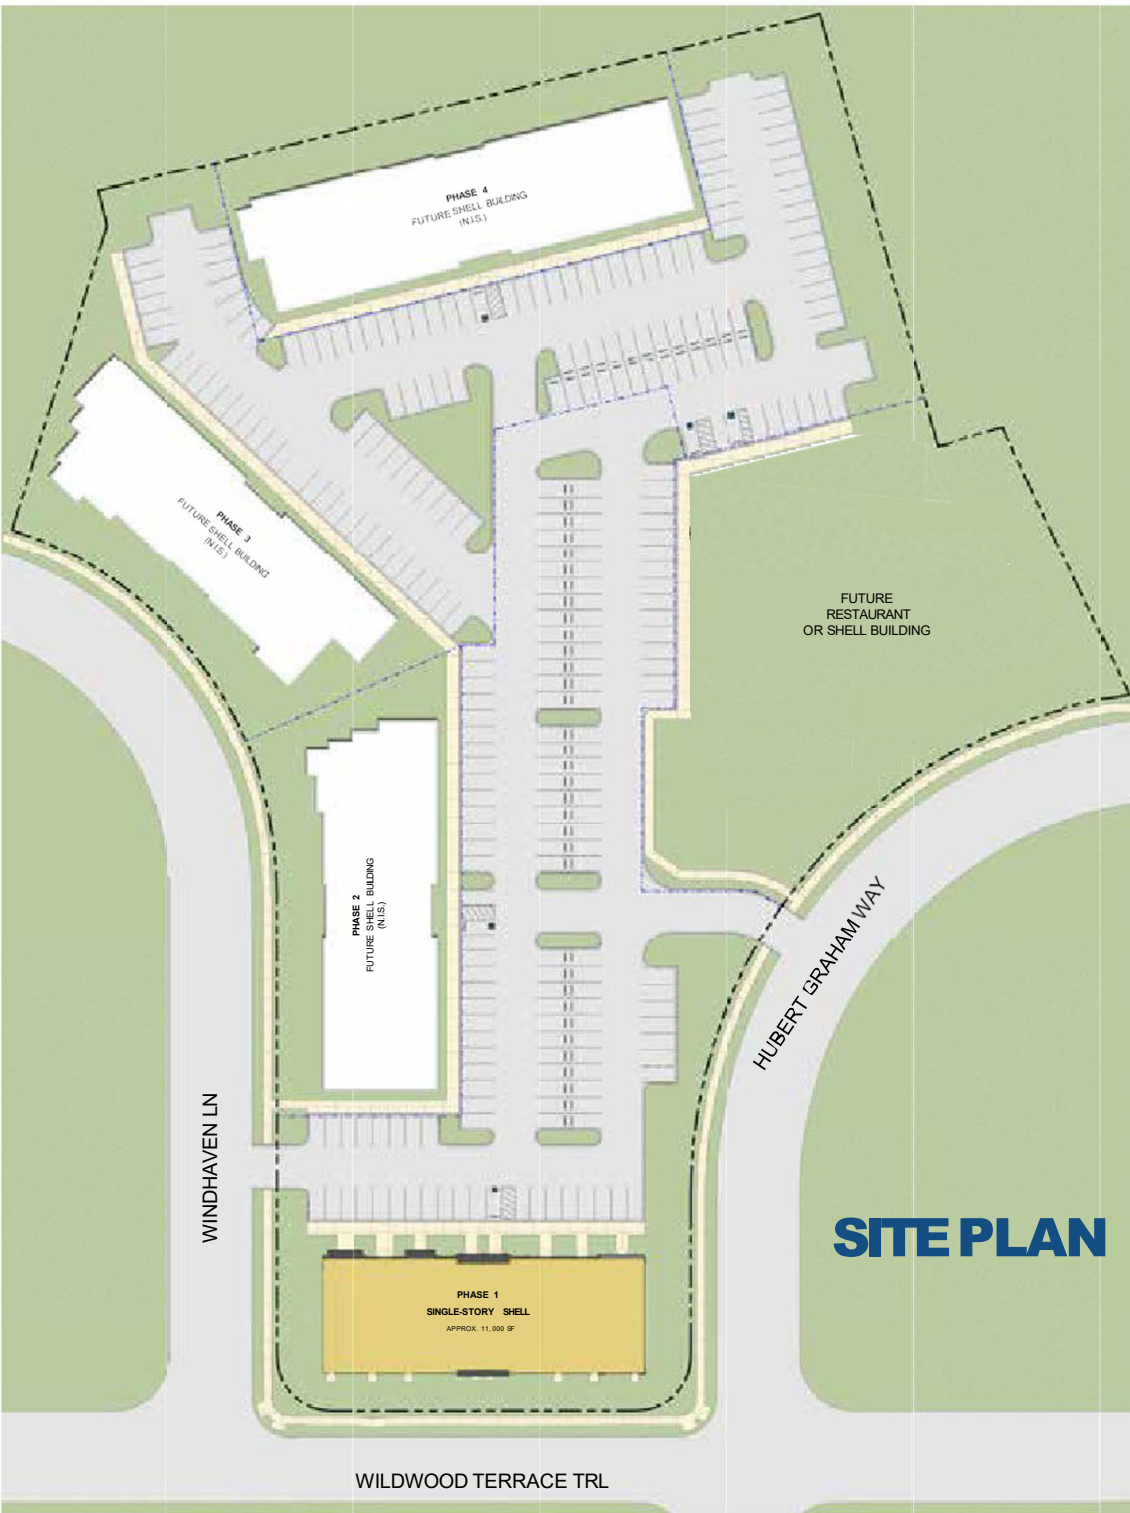 PHASE 4
FUTURE SHELL BUILDING
(N.I.S.)
PHASE 3
FUTURE SHELL BUILDING
(N.I.S.)
FUTURE
RESTAURANT
OR SHELL BUILDING
PHASE 2
FUTURE SHELL BUILDING
(N.I.S.)
HUBERT GRAHAM WAY
WINDHAVEN LN
SITE PLAN
PHASE 1
SINGLE-STORY SHELL
APPROX. 11,000 SF
WILDWOOD TERRACE TRL